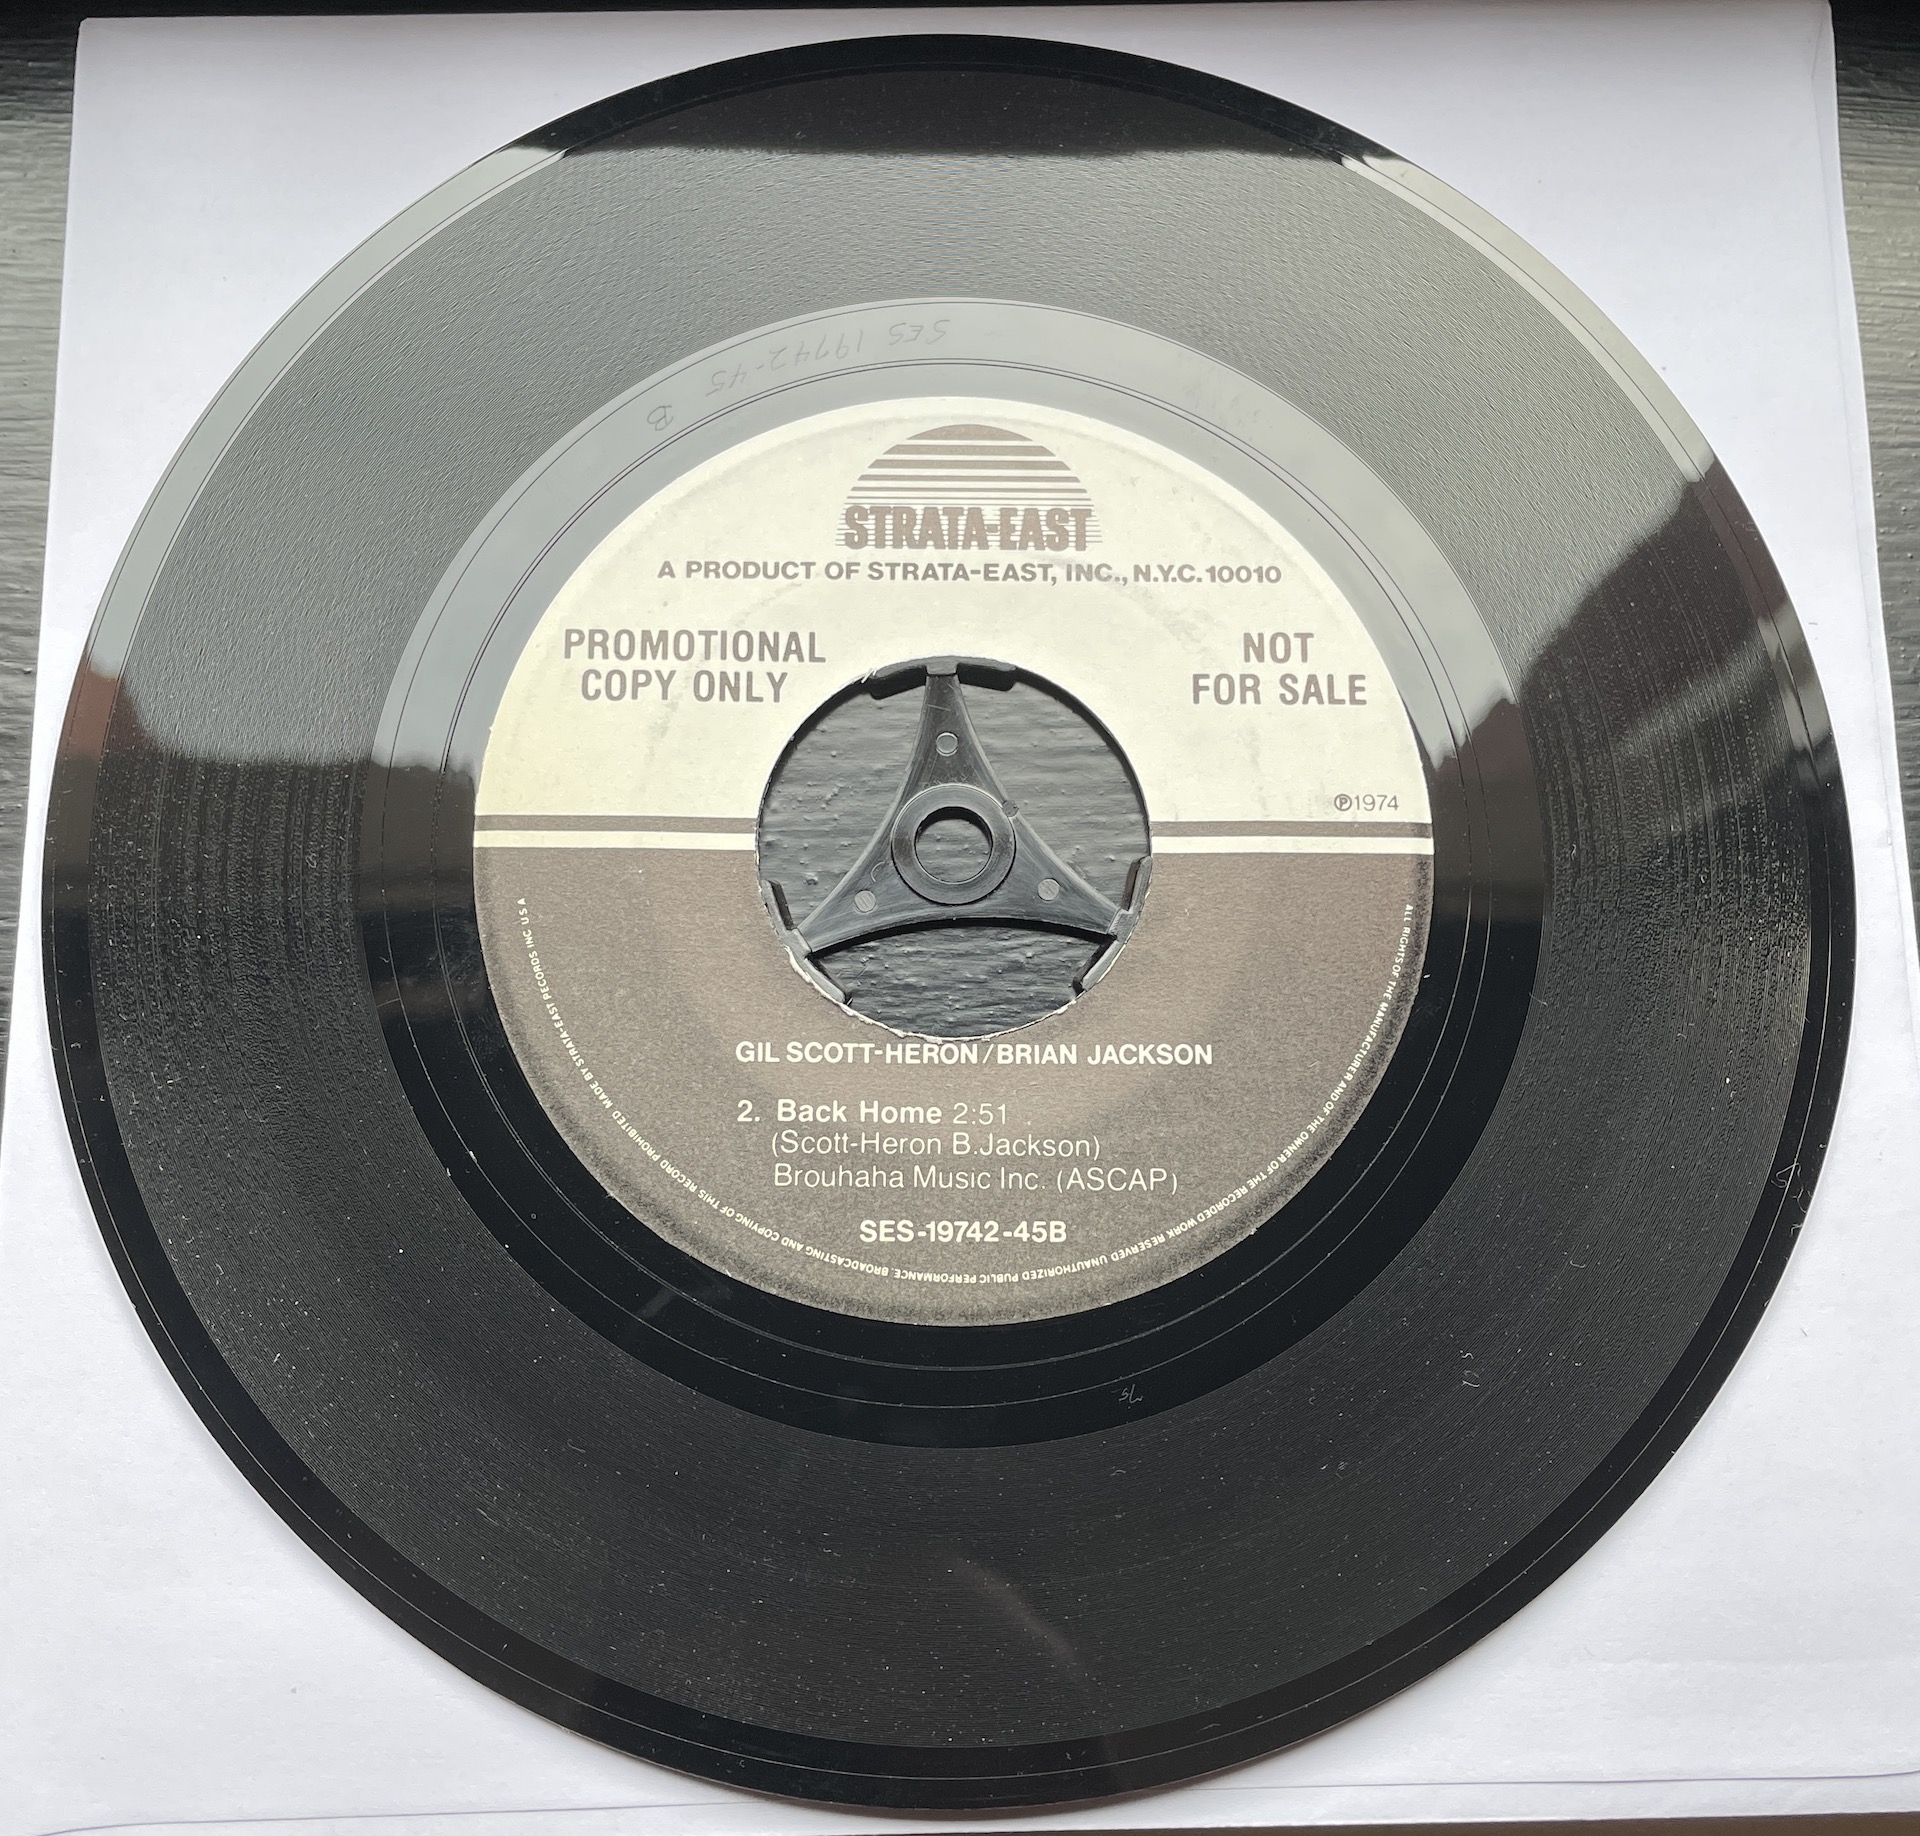 SES 19742-45 B
STRATA-EAST
A PRODUCT OF STRATA-EAST, INC., N.Y.C. 10010
PROMOTIONAL
COPY ONLY
NOT
FOR SALE
℗1974
GIL SCOTT-HERON/BRIAN JACKSON
2. Back Home 2:51
(Scott-Heron B.Jackson)
Brouhaha Music Inc. (ASCAP)
SES-19742-45B
ALL RIGHTS OF THE MANUFACTURER AND OF THE OWNER OF THE RECORDED WORK RESERVED UNAUTHORIZED PUBLIC PERFORMANCE. BROADCASTING AND COPYING OF THIS RECORD PROHIBITED MADE BY STRATA-EAST RECORDS INC USA